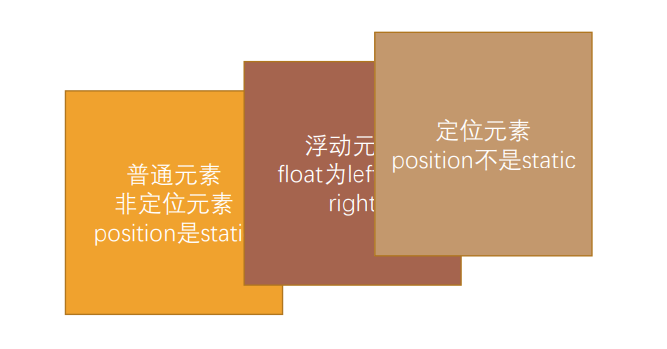 普通元素
非定位元素
position是stati
浮动元
float为lef
right
定位元素
position不是static